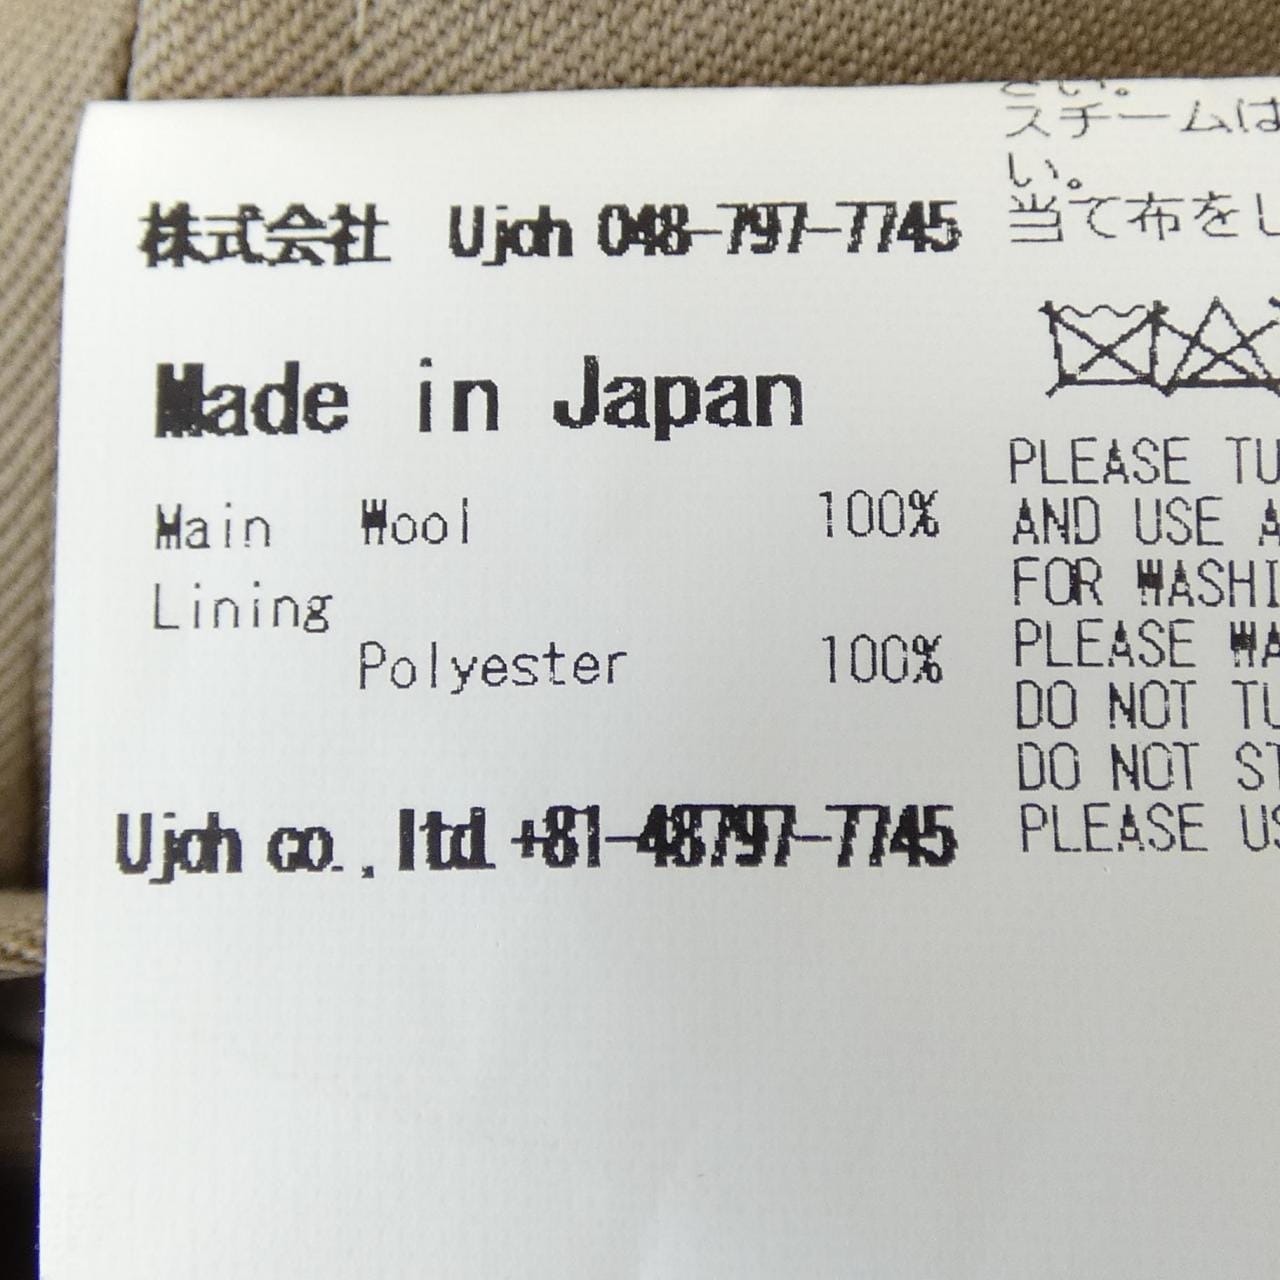 株式会社 Ujoh 048-797-7745
Made in Japan
Main Wool 100%
Lining
Polyester 100%
Ujoh co., ltd. +81-48797-7745
スチームは
い。
当て布をし
PLEASE TU
AND USE A
FOR WASHI
PLEASE WA
DO NOT TU
DO NOT ST
PLEASE US